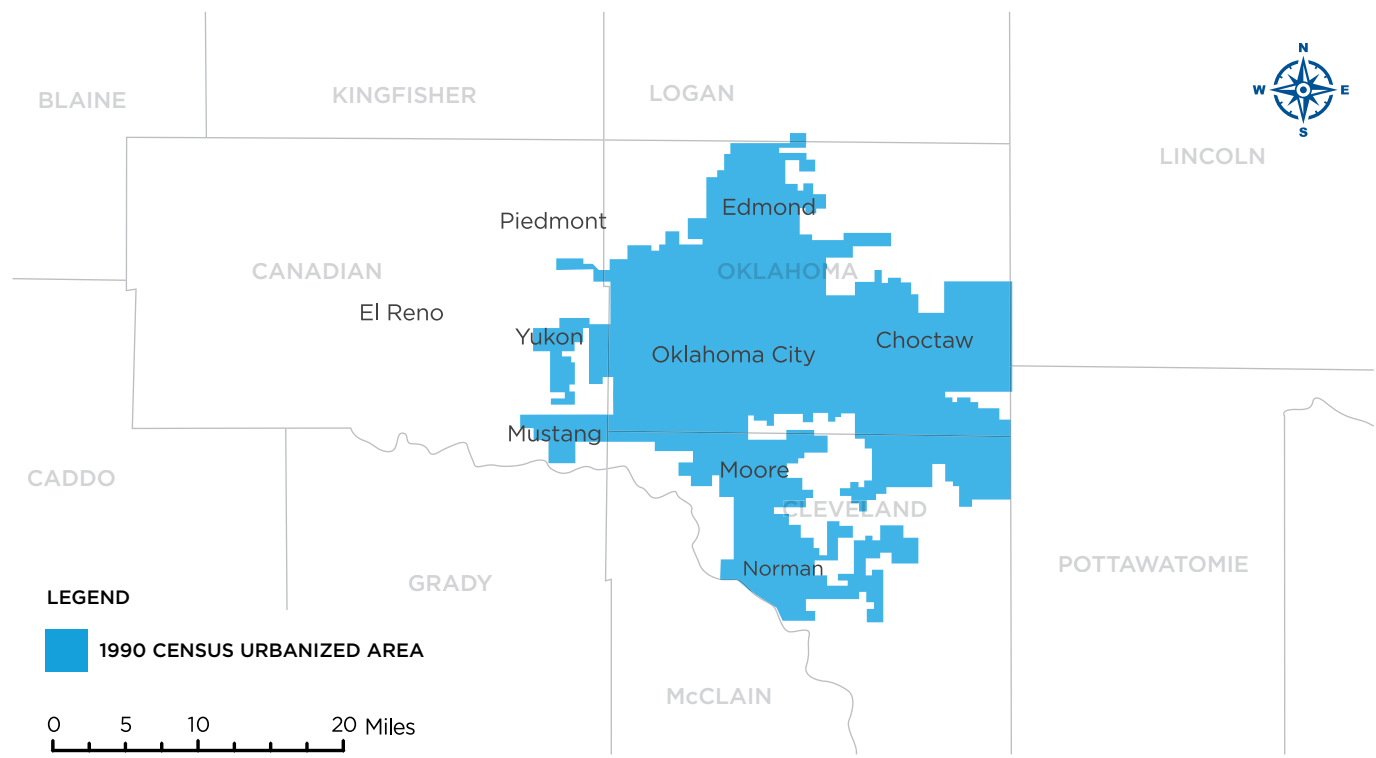 N
W E
S
BLAINE
KINGFISHER
LOGAN
LINCOLN
Edmond
Piedmont
CANADIAN
OKLAHOMA
El Reno
Yukon
Oklahoma City
Choctaw
Mustang
Moore
CADDO
CLEVELAND
POTTAWATOMIE
Norman
GRADY
LEGEND
1990 CENSUS URBANIZED AREA
McCLAIN
0 5 10 20 Miles